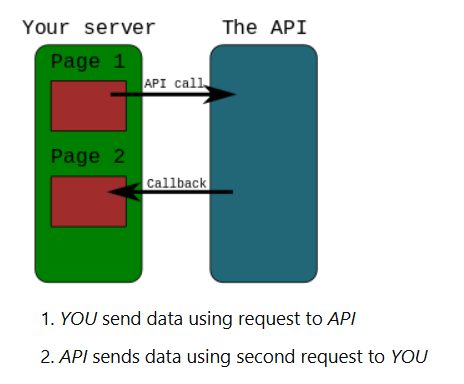 Your server
The API
Page 1
API call
Page 2
Callback
1. YOU send data using request to API
2. API sends data using second request to YOU